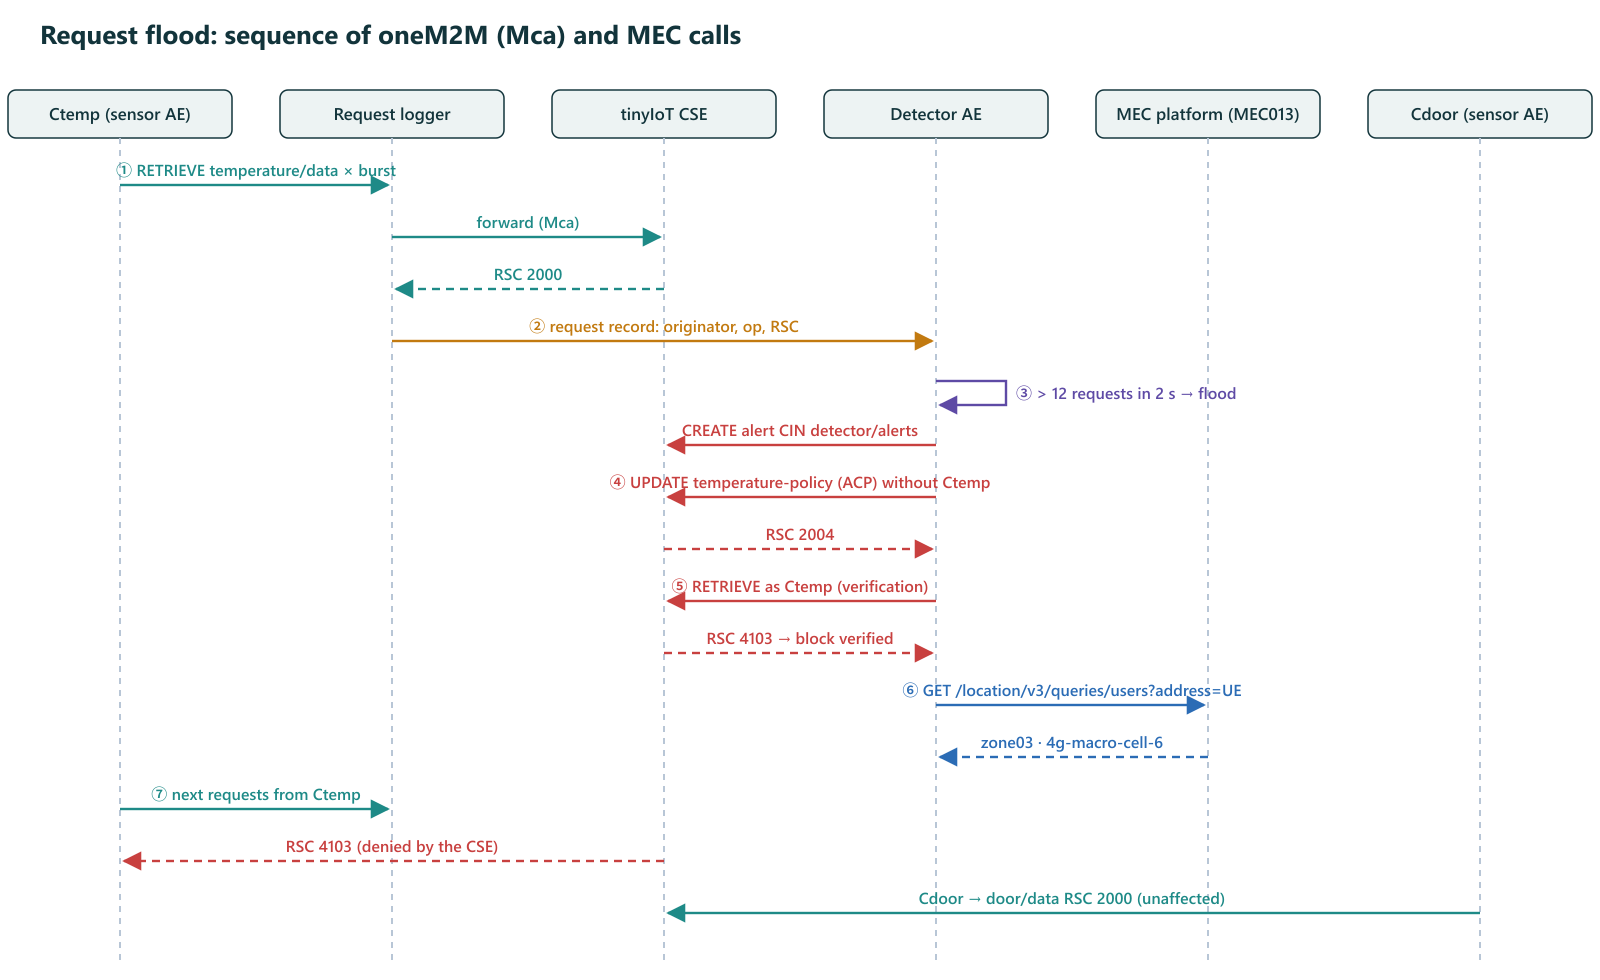 Request flood: sequence of oneM2M (Mca) and MEC calls
Ctemp (sensor AE)
Request logger
tinyIoT CSE
Detector AE
MEC platform (MEC013)
Cdoor (sensor AE)
① RETRIEVE temperature/data × burst
forward (Mca)
RSC 2000
② request record: originator, op, RSC
③ > 12 requests in 2 s → flood
CREATE alert CIN detector/alerts
④ UPDATE temperature-policy (ACP) without Ctemp
RSC 2004
⑤ RETRIEVE as Ctemp (verification)
RSC 4103 → block verified
⑥ GET /location/v3/queries/users?address=UE
zone03 · 4g-macro-cell-6
⑦ next requests from Ctemp
RSC 4103 (denied by the CSE)
Cdoor → door/data RSC 2000 (unaffected)